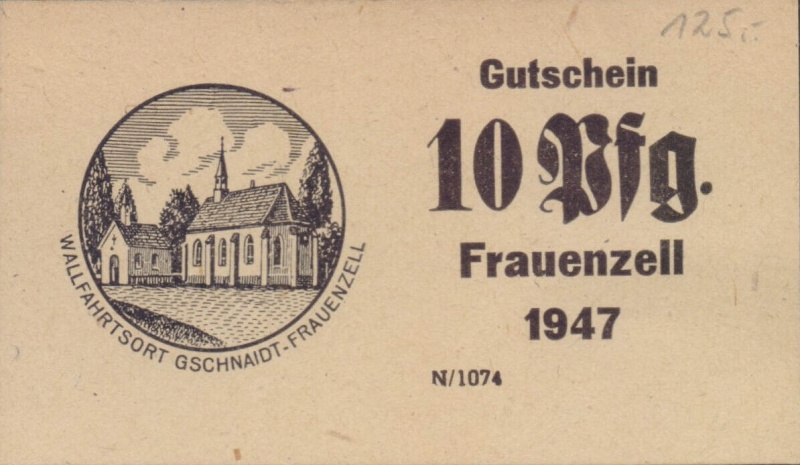 125.-
Gutschein
10 Pfg.
Frauenzell
1947
N/1074
WALLFAHRTSORT GSCHNAIDT-FRAUENZELL